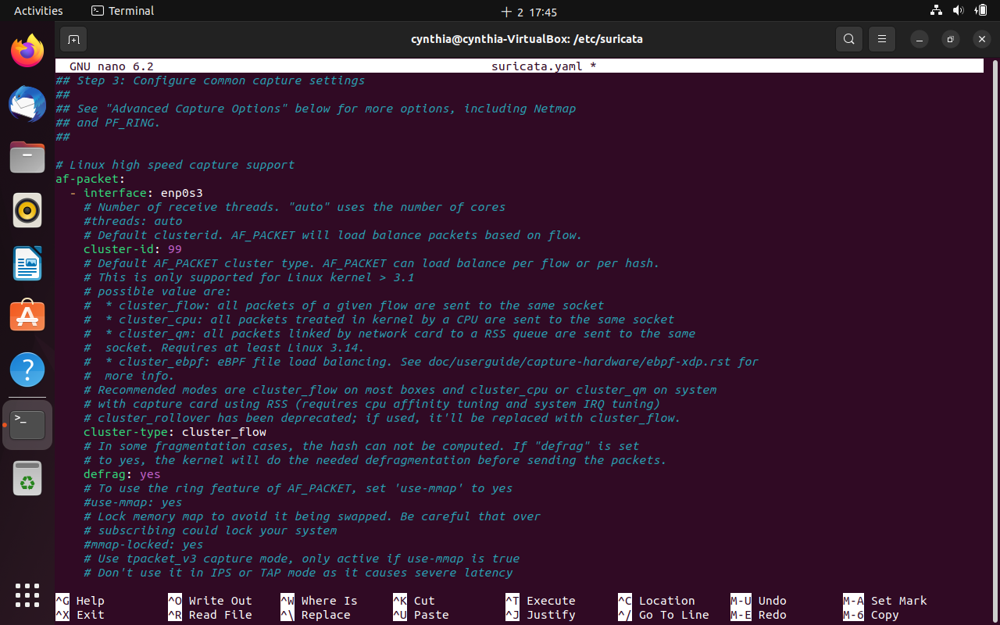 Activities Terminal 2 17:45
cynthia@cynthia-VirtualBox: /etc/suricata
GNU nano 6.2 suricata.yaml *
## Step 3: Configure common capture settings
##
## See "Advanced Capture Options" below for more options, including Netmap
## and PF_RING.
##
# Linux high speed capture support
af-packet:
  - interface: enp0s3
    # Number of receive threads. "auto" uses the number of cores
    #threads: auto
    # Default clusterid. AF_PACKET will load balance packets based on flow.
    cluster-id: 99
    # Default AF_PACKET cluster type. AF_PACKET can load balance per flow or per hash.
    # This is only supported for Linux kernel > 3.1
    # possible value are:
    #  * cluster_flow: all packets of a given flow are sent to the same socket
    #  * cluster_cpu: all packets treated in kernel by a CPU are sent to the same socket
    #  * cluster_qm: all packets linked by network card to a RSS queue are sent to the same
    #  socket. Requires at least Linux 3.14.
    #  * cluster_ebpf: eBPF file load balancing. See doc/userguide/capture-hardware/ebpf-xdp.rst for
    #  more info.
    # Recommended modes are cluster_flow on most boxes and cluster_cpu or cluster_qm on system
    # with capture card using RSS (requires cpu affinity tuning and system IRQ tuning)
    # cluster_rollover has been deprecated; if used, it'll be replaced with cluster_flow.
    cluster-type: cluster_flow
    # In some fragmentation cases, the hash can not be computed. If "defrag" is set
    # to yes, the kernel will do the needed defragmentation before sending the packets.
    defrag: yes
    # To use the ring feature of AF_PACKET, set 'use-mmap' to yes
    #use-mmap: yes
    # Lock memory map to avoid it being swapped. Be careful that over
    # subscribing could lock your system
    #mmap-locked: yes
    # Use tpacket_v3 capture mode, only active if use-mmap is true
    # Don't use it in IPS or TAP mode as it causes severe latency
^G Help ^O Write Out ^W Where Is ^K Cut ^T Execute ^C Location M-U Undo M-A Set Mark
^X Exit ^R Read File ^\ Replace ^U Paste ^J Justify ^/ Go To Line M-E Redo M-6 Copy